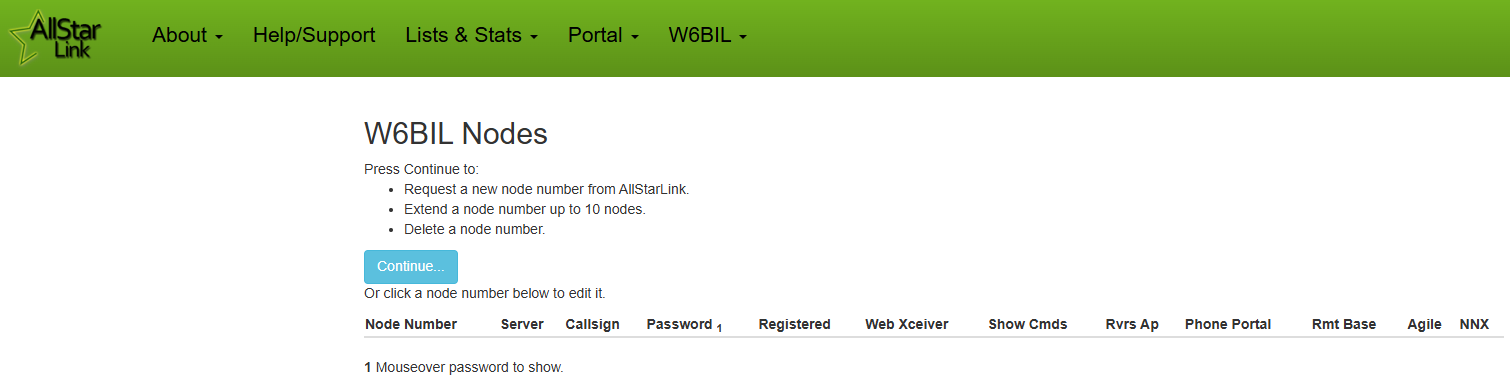 AllStar
Link
About
Help/Support
Lists & Stats
Portal
W6BIL
W6BIL Nodes
Press Continue to:
• Request a new node number from AllStarLink.
• Extend a node number up to 10 nodes.
• Delete a node number.
Continue...
Or click a node number below to edit it.
Node Number Server Callsign Password 1 Registered Web Xceiver Show Cmds Rvrs Ap Phone Portal Rmt Base Agile NNX
1 Mouseover password to show.